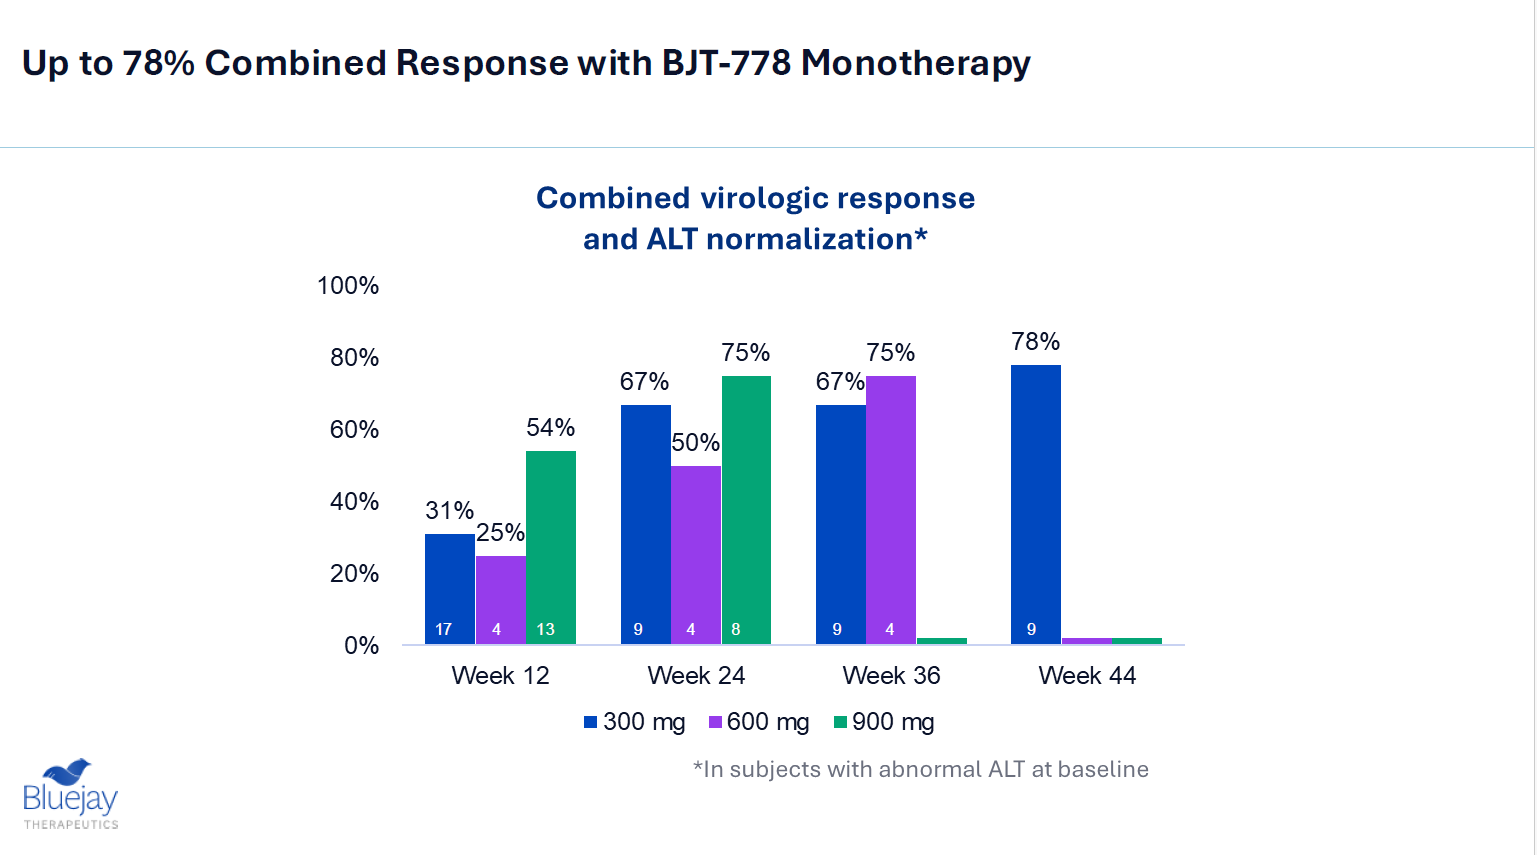 Up to 78% Combined Response with BJT-778 Monotherapy
Combined virologic response
and ALT normalization*
100%
80%
60%
40%
20%
0%
31%
25%
54%
67%
50%
75%
67%
75%
78%
17
4
13
9
4
8
9
4
9
Week 12
Week 24
Week 36
Week 44
300 mg
600 mg
900 mg
*In subjects with abnormal ALT at baseline
Bluejay
THERAPEUTICS